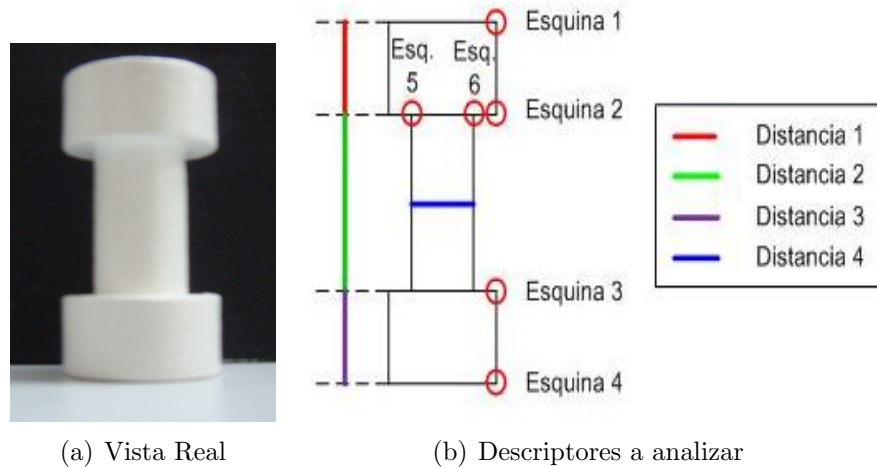 Esquina 1
Esq. 5
Esq. 6
Esquina 2
Esquina 3
Esquina 4
Distancia 1
Distancia 2
Distancia 3
Distancia 4
(a) Vista Real
(b) Descriptores a analizar